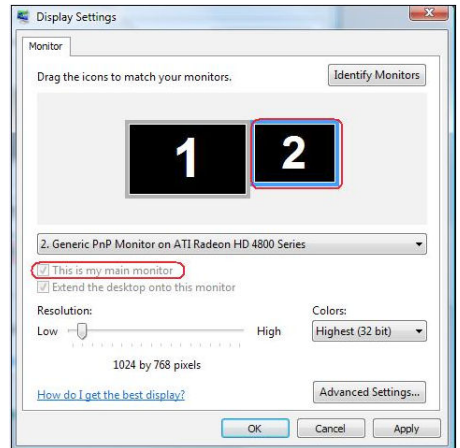 Display Settings
Monitor
Drag the icons to match your monitors.
Identify Monitors
1
2
2. Generic PnP Monitor on ATI Radeon HD 4800 Series
This is my main monitor
Extend the desktop onto this monitor
Resolution:
Colors:
Low
High
Highest (32 bit)
1024 by 768 pixels
How do I get the best display?
Advanced Settings...
OK
Cancel
Apply